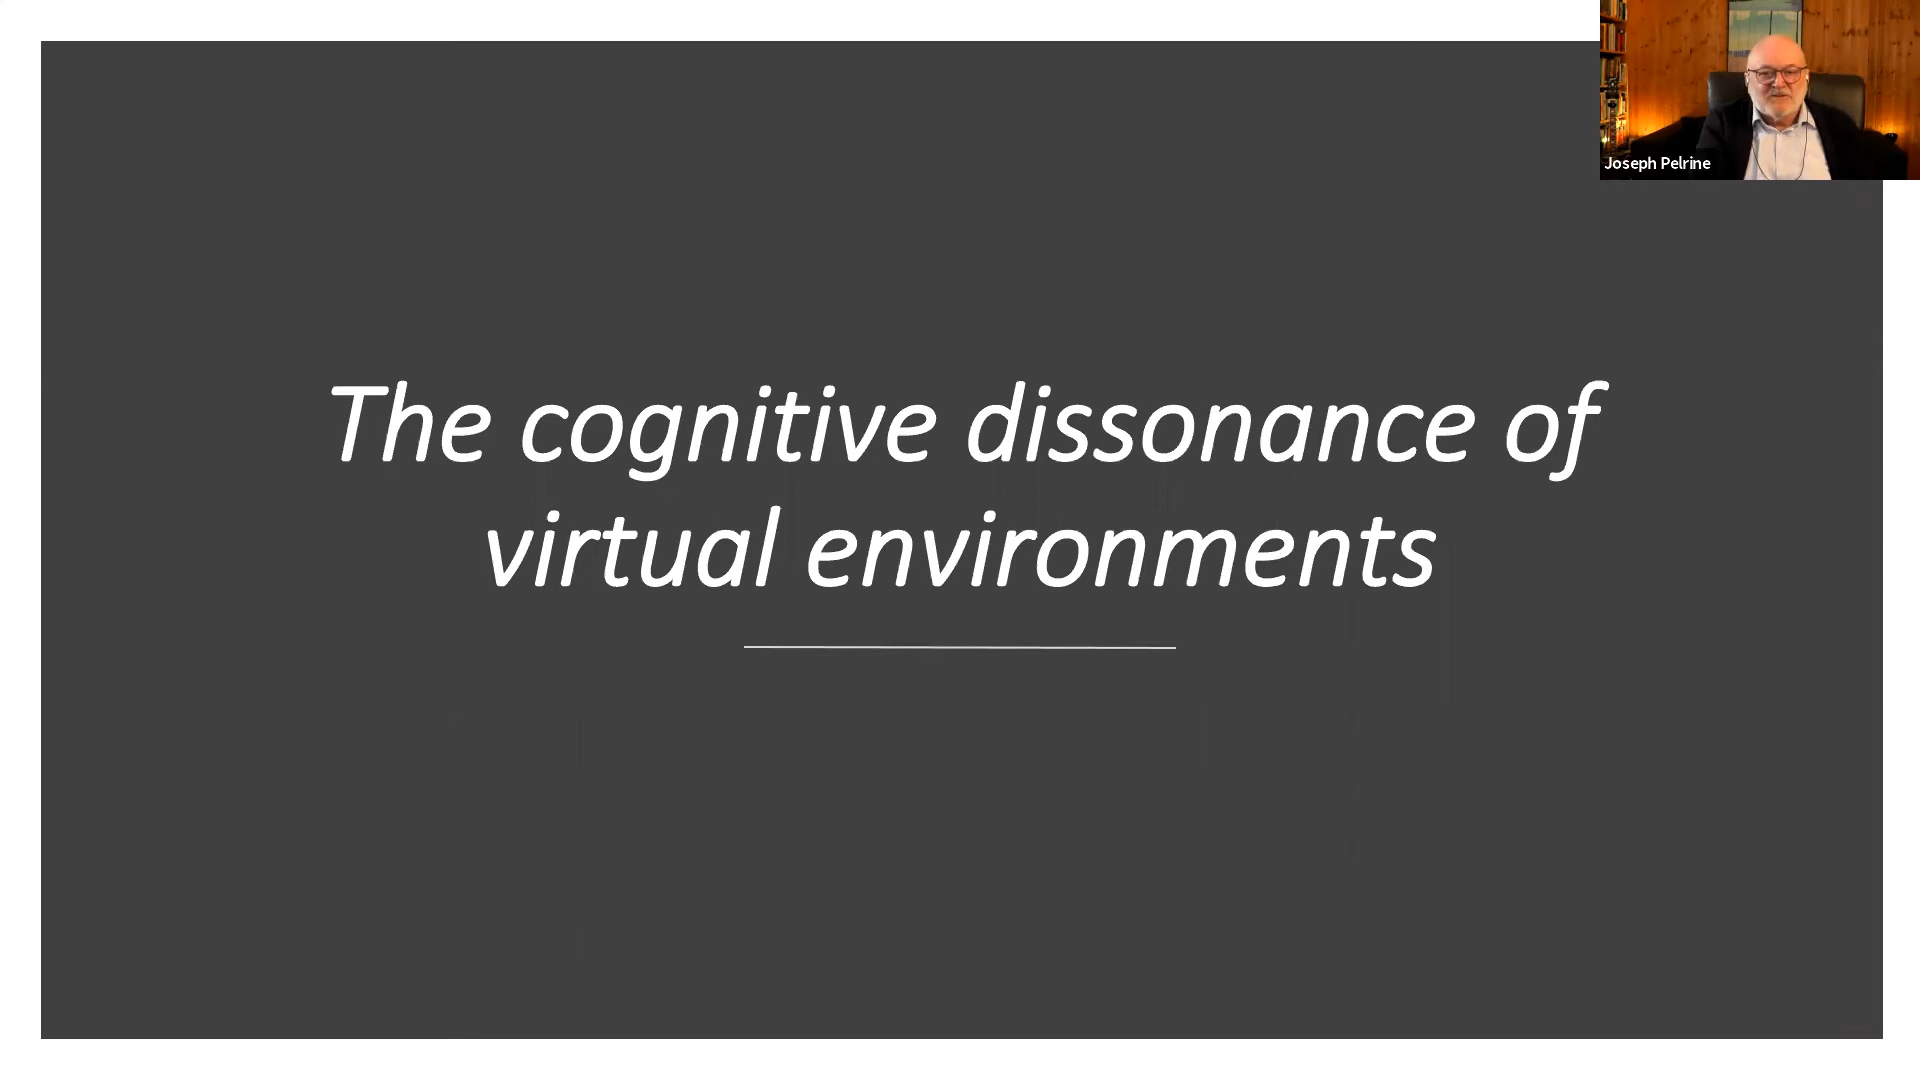 Joseph Pelrine
The cognitive dissonance of
virtual environments